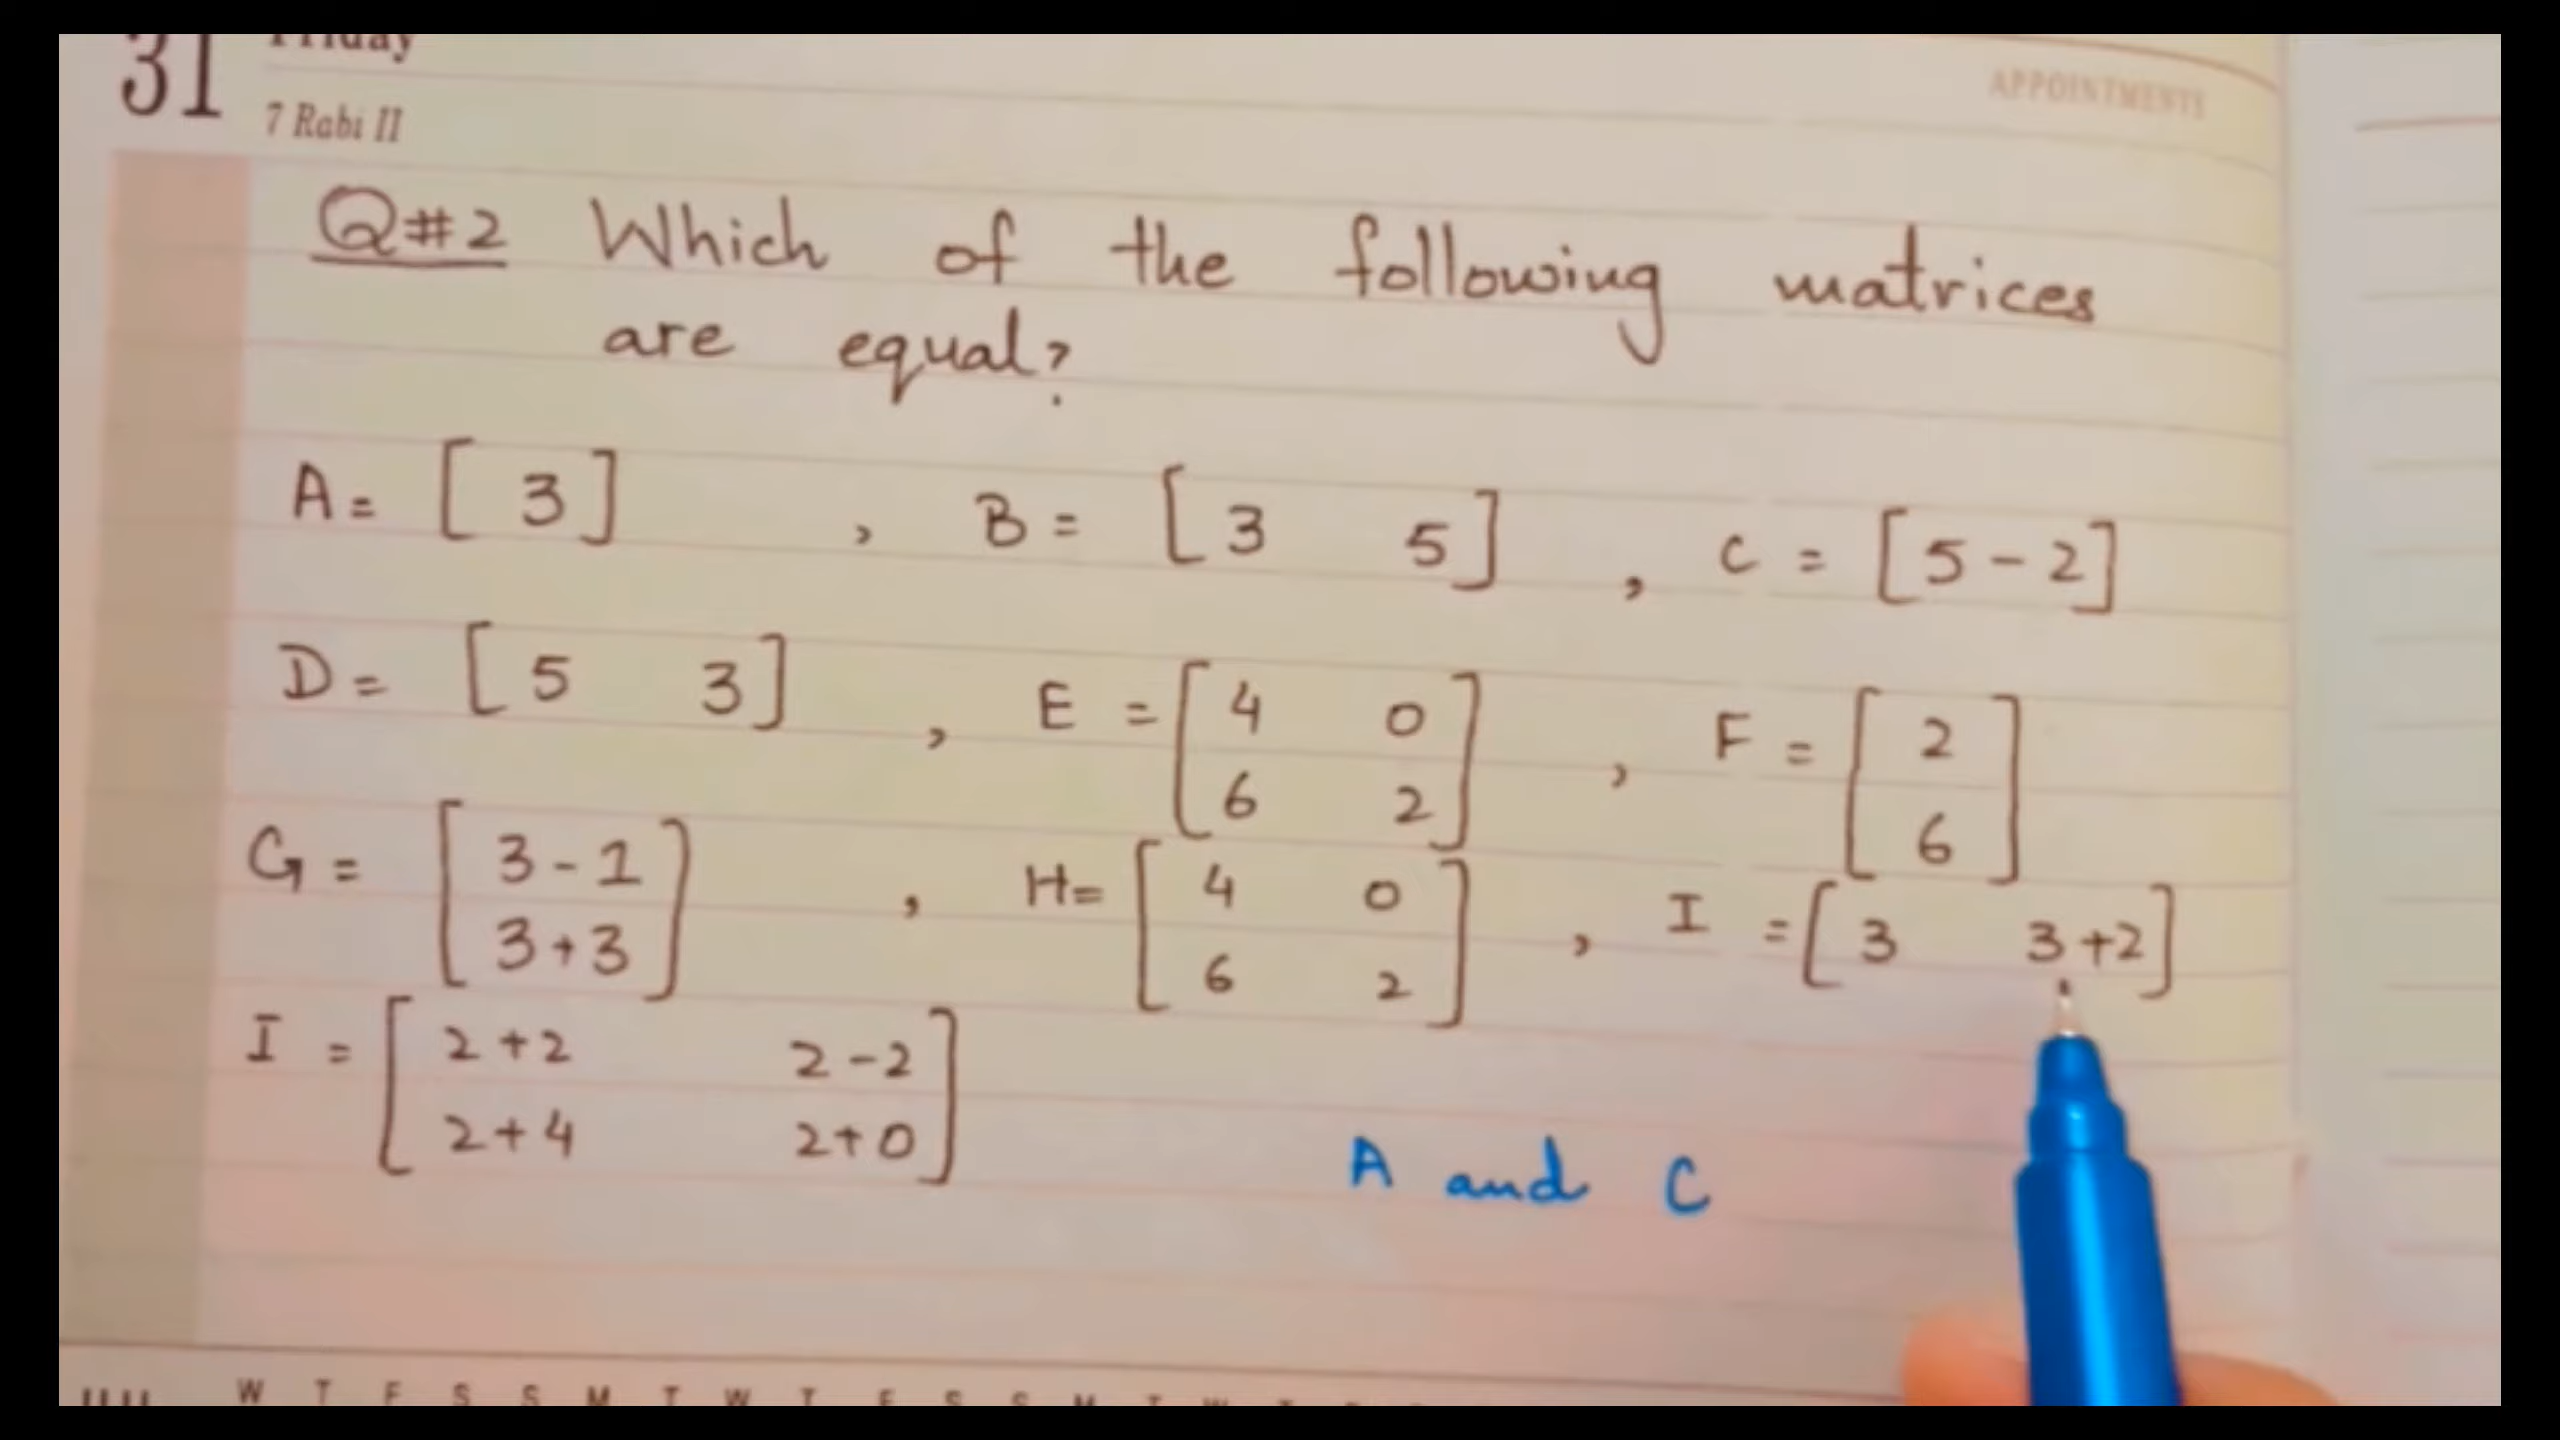 31 Friday
7 Rabi II
APPOINTMENTS
Q#2 Which of the following matrices
are equal?
A = [ 3 ] , B = [ 3 5 ] , C = [ 5 - 2 ]
D = [ 5 3 ] , E = [ 4 0 , F = [ 2
6 2 ] 6 ]
G = [ 3 - 1 , H = [ 4 0 , I = [ 3 3 + 2 ]
3 + 3 ] 6 2 ]
I = [ 2 + 2 2 - 2
2 + 4 2 + 0 ]
A and C
W T F S S M T W T F S S M T W T